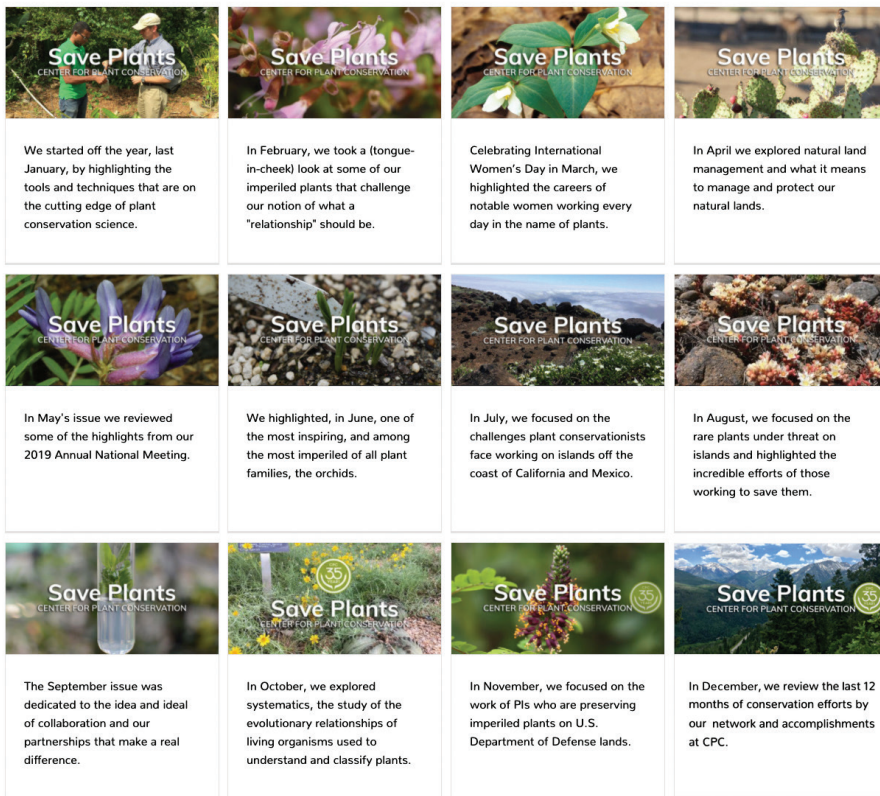 Save Plants
CENTER FOR PLANT CONSERVATION
We started off the year, last
January, by highlighting the
tools and techniques that are on
the cutting edge of plant
conservation science.
Save Plants
CENTER FOR PLANT CONSERVATION
In February, we took a (tongue-
in-cheek) look at some of our
imperiled plants that challenge
our notion of what a
"relationship" should be.
Save Plants
CENTER FOR PLANT CONSERVATION
Celebrating International
Women's Day in March, we
highlighted the careers of
notable women working every
day in the name of plants.
Save Plants
CENTER FOR PLANT CONSERVATION
In April we explored natural land
management and what it means
to manage and protect our
natural lands.
Save Plants
CENTER FOR PLANT CONSERVATION
In May's issue we reviewed
some of the highlights from our
2019 Annual National Meeting.
Save Plants
CENTER FOR PLANT CONSERVATION
We highlighted, in June, one of
the most inspiring, and among
the most imperiled of all plant
families, the orchids.
Save Plants
CENTER FOR PLANT CONSERVATION
In July, we focused on the
challenges plant conservationists
face working on islands off the
coast of California and Mexico.
Save Plants
CENTER FOR PLANT CONSERVATION
In August, we focused on the
rare plants under threat on
islands and highlighted the
incredible efforts of those
working to save them.
Save Plants
CENTER FOR PLANT CONSERVATION
The September issue was
dedicated to the idea and ideal
of collaboration and our
partnerships that make a real
difference.
35
Save Plants
CENTER FOR PLANT CONSERVATION
In October, we explored
systematics, the study of the
evolutionary relationships of
living organisms used to
understand and classify plants.
Save Plants
CENTER FOR PLANT CONSERVATION
35
In November, we focused on the
work of PIs who are preserving
imperiled plants on U.S.
Department of Defense lands.
Save Plants
CENTER FOR PLANT CONSERVATION
35
In December, we review the last 12
months of conservation efforts by
our network and accomplishments
at CPC.